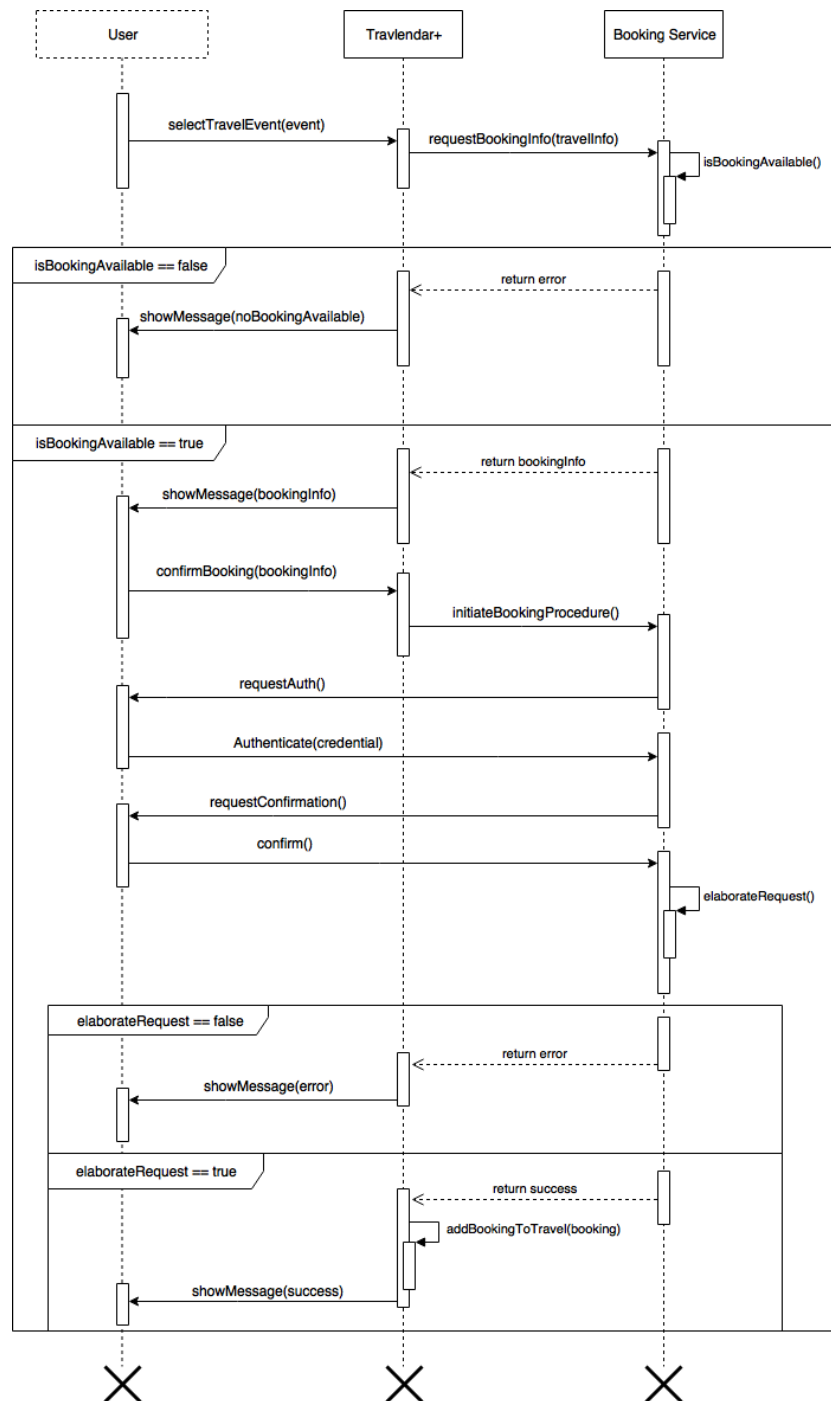 User
Travlendar+
Booking Service
selectTravelEvent(event)
requestBookingInfo(travelInfo)
isBookingAvailable()
isBookingAvailable == false
return error
showMessage(noBookingAvailable)
isBookingAvailable == true
return bookingInfo
showMessage(bookingInfo)
confirmBooking(bookingInfo)
initiateBookingProcedure()
requestAuth()
Authenticate(credential)
requestConfirmation()
confirm()
elaborateRequest()
elaborateRequest == false
return error
showMessage(error)
elaborateRequest == true
return success
addBookingToTravel(booking)
showMessage(success)